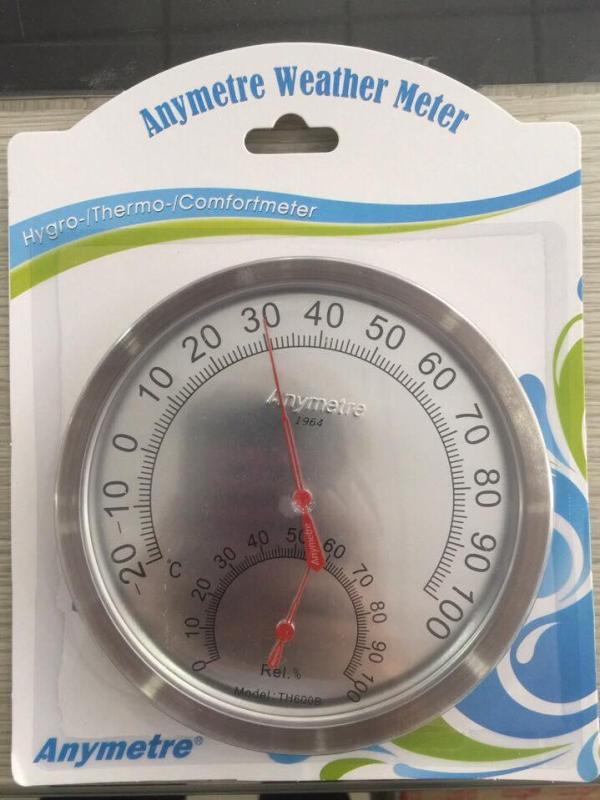 Anymetre Weather Meter
Hygro-/Thermo-/Comfortmeter
-20 -10 0 10 20 30 40 50 60 70 80 90 100
Anymetre
1964
°C
0 10 20 30 40 50 60 70 80 90 100
Anymetre
Rel.%
Model:TH600B
Anymetre®